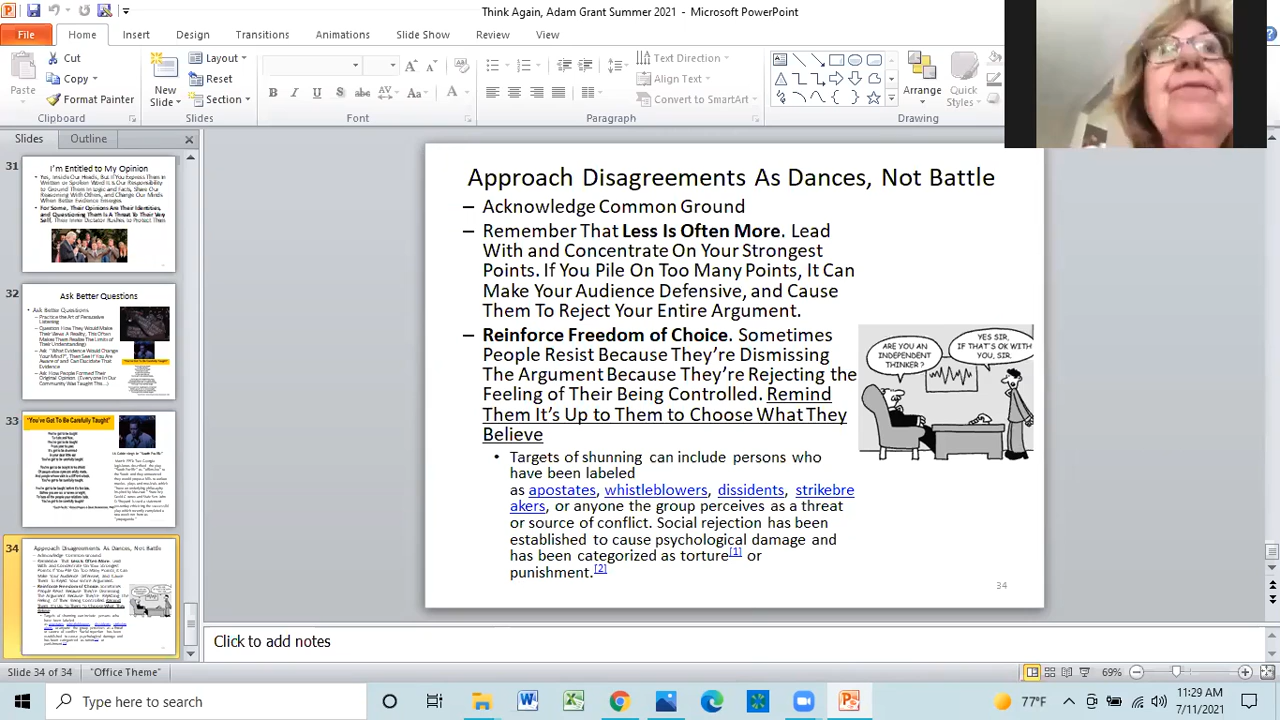 Think Again, Adam Grant Summer 2021 - Microsoft PowerPoint
File Home Insert Design Transitions Animations Slide Show Review View
Paste
Cut
Copy
Format Painter
Clipboard
New
Slide
Layout
Reset
Section
Slides
B I U S abc AV Aa A
Font
Text Direction
Align Text
Convert to SmartArt
Paragraph
Arrange
Quick
Styles
Drawing
Slides Outline
31
I'm Entitled to My Opinion
32
Ask Better Questions
33
"You've Got To Be Carefully Taught"
34
Approach Disagreements As Dances, Not Battle
Approach Disagreements As Dances, Not Battle
– Acknowledge Common Ground
– Remember That Less Is Often More. Lead
With and Concentrate On Your Strongest
Points. If You Pile On Too Many Points, It Can
Make Your Audience Defensive, and Cause
Them To Reject Your Entire Argument.
– Reinforce Freedom of Choice. Sometimes
People Resist Because They're Dismissing
The Argument Because They're Rejecting the
Feeling of Their Being Controlled. Remind
Them It's Up to Them to Choose What They
Believe
• Targets of shunning can include persons who
have been labeled
as apostates, whistleblowers, dissidents, strikebre
akers, or anyone the group perceives as a threat
or source of conflict. Social rejection has been
established to cause psychological damage and
has been categorized as torture[1] or
punishment.[2]
ARE YOU AN
INDEPENDENT
THINKER?
YES SIR,
IF THAT'S OK WITH
YOU, SIR.
34
Click to add notes
Slide 34 of 34 "Office Theme" 69%
Type here to search
77°F
11:29 AM
7/11/2021